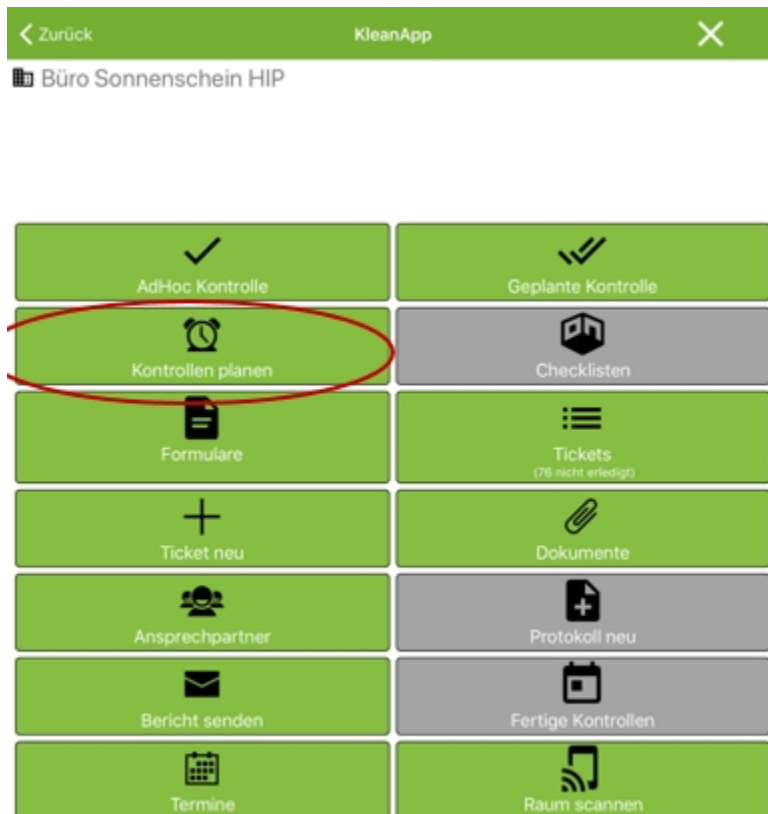 Zurück
KleanApp
Büro Sonnenschein HIP
AdHoc Kontrolle
Geplante Kontrolle
Kontrollen planen
Checklisten
Formulare
Tickets
(76 nicht erledigt)
Ticket neu
Dokumente
Ansprechpartner
Protokoll neu
Bericht senden
Fertige Kontrollen
Termine
Raum scannen